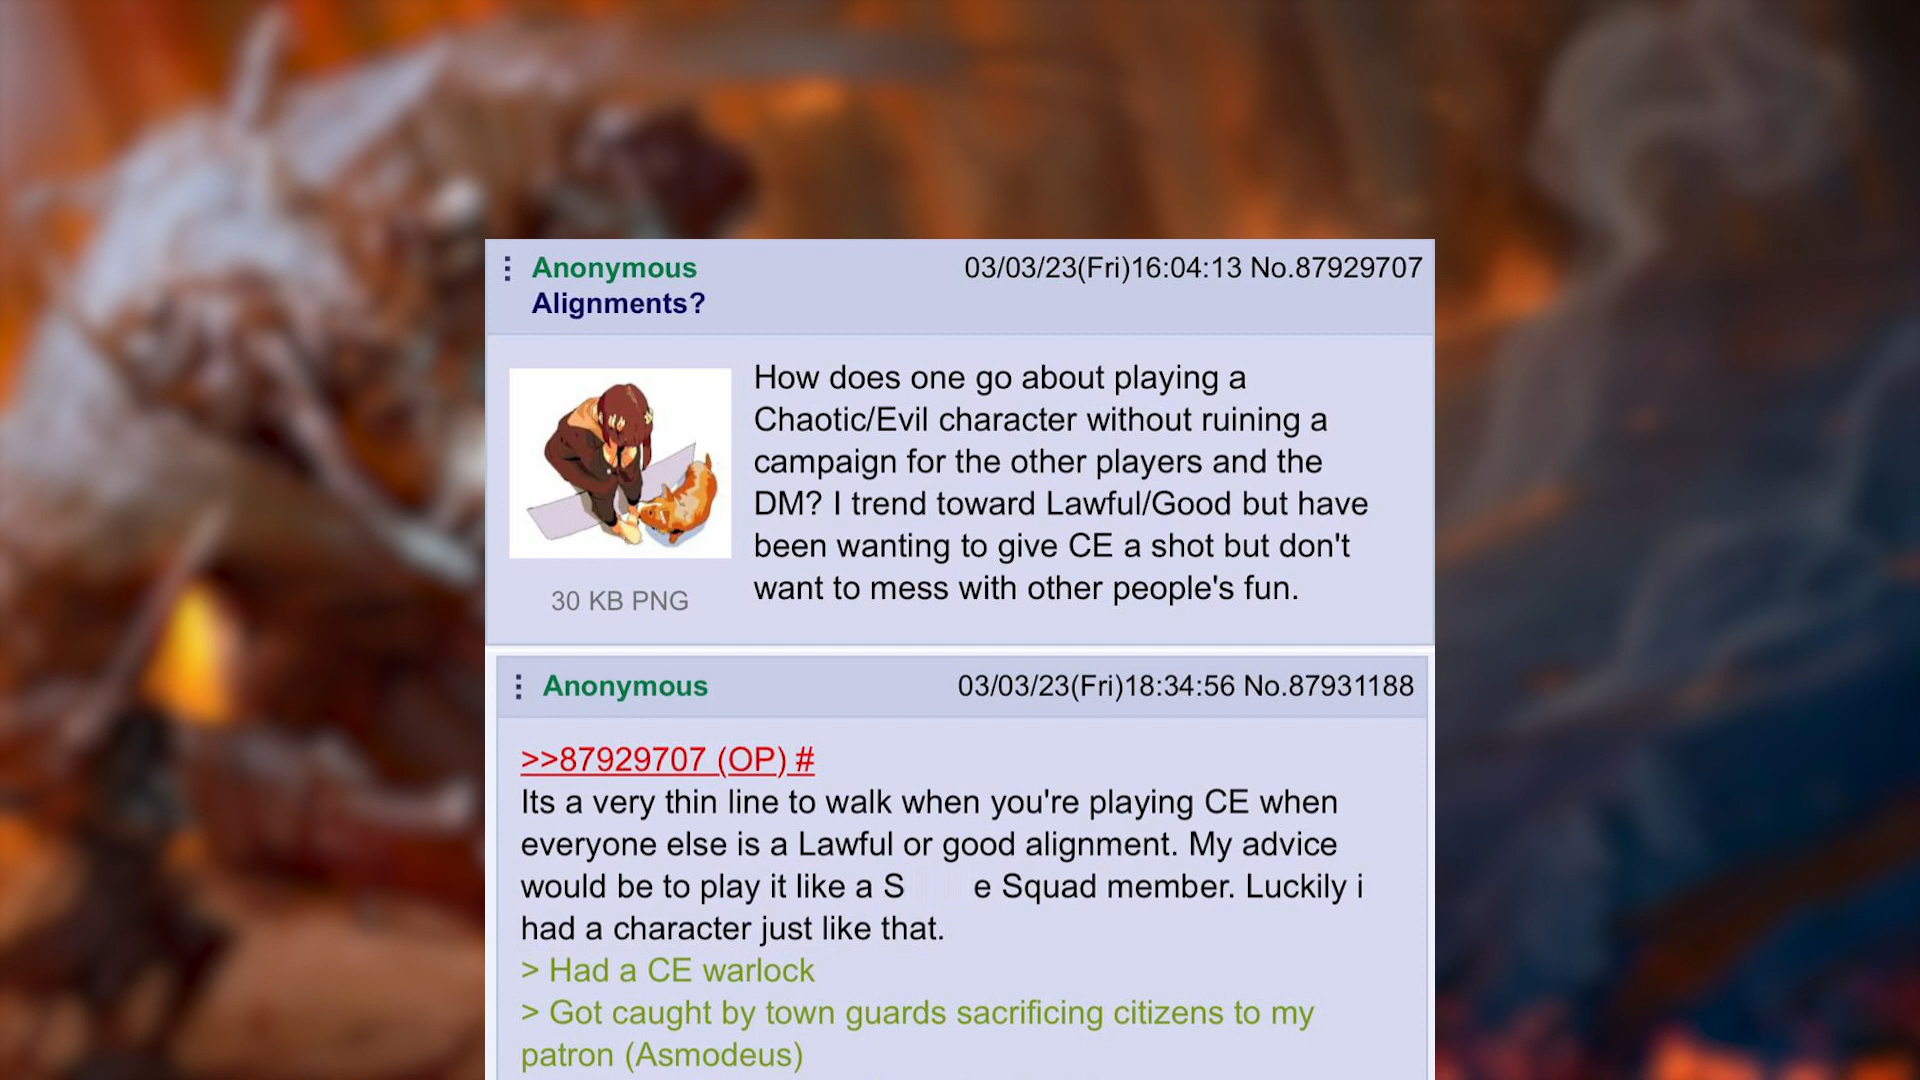 Anonymous 03/03/23(Fri)16:04:13 No.87929707
Alignments?
How does one go about playing a
Chaotic/Evil character without ruining a
campaign for the other players and the
DM? I trend toward Lawful/Good but have
been wanting to give CE a shot but don't
want to mess with other people's fun.
30 KB PNG
Anonymous 03/03/23(Fri)18:34:56 No.87931188
>>87929707 (OP) #
Its a very thin line to walk when you're playing CE when
everyone else is a Lawful or good alignment. My advice
would be to play it like a S e Squad member. Luckily i
had a character just like that.
> Had a CE warlock
> Got caught by town guards sacrificing citizens to my
patron (Asmodeus)